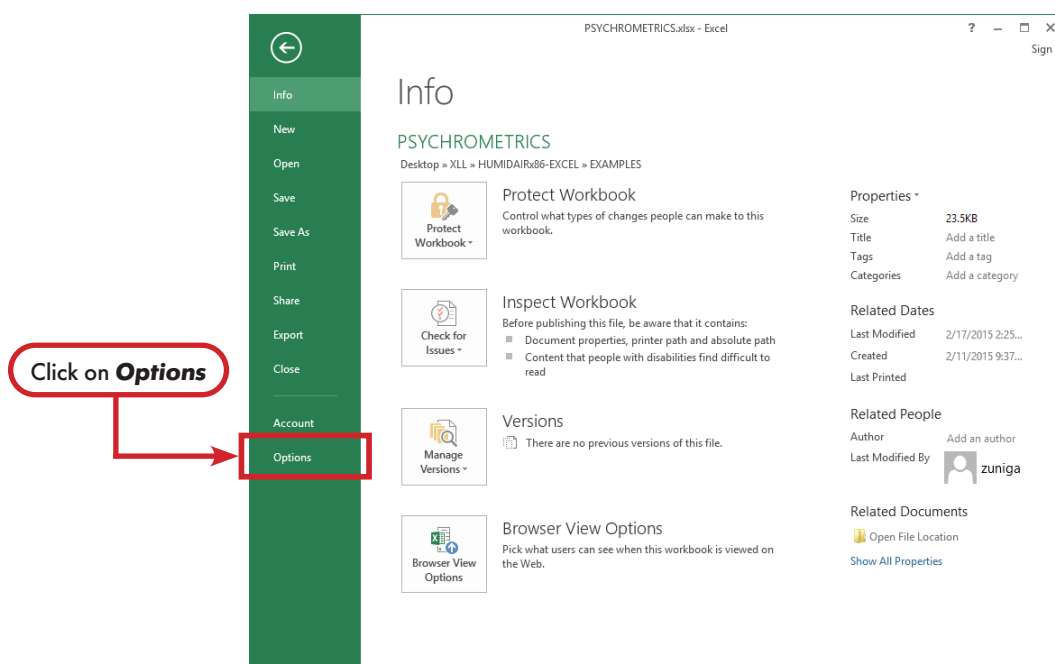 PSYCHROMETRICS.xlsx - Excel
?
Sign
Info
New
Open
Save
Save As
Print
Share
Export
Close
Account
Options
Click on Options
Info
PSYCHROMETRICS
Desktop » XLL » HUMIDAIRx86-EXCEL » EXAMPLES
Protect
Workbook
Protect Workbook
Control what types of changes people can make to this
workbook.
Check for
Issues
Inspect Workbook
Before publishing this file, be aware that it contains:
Document properties, printer path and absolute path
Content that people with disabilities find difficult to
read
Manage
Versions
Versions
There are no previous versions of this file.
Browser View
Options
Browser View Options
Pick what users can see when this workbook is viewed on
the Web.
Properties
Size 23.5KB
Title Add a title
Tags Add a tag
Categories Add a category
Related Dates
Last Modified 2/17/2015 2:25...
Created 2/11/2015 9:37...
Last Printed
Related People
Author Add an author
Last Modified By zuniga
Related Documents
Open File Location
Show All Properties